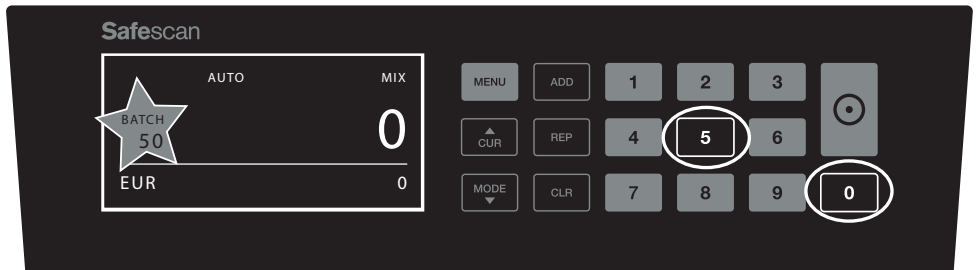 Safescan
AUTO MIX
BATCH
50
0
EUR 0
MENU ADD 1 2 3
CUR REP 4 5 6
MODE CLR 7 8 9 0